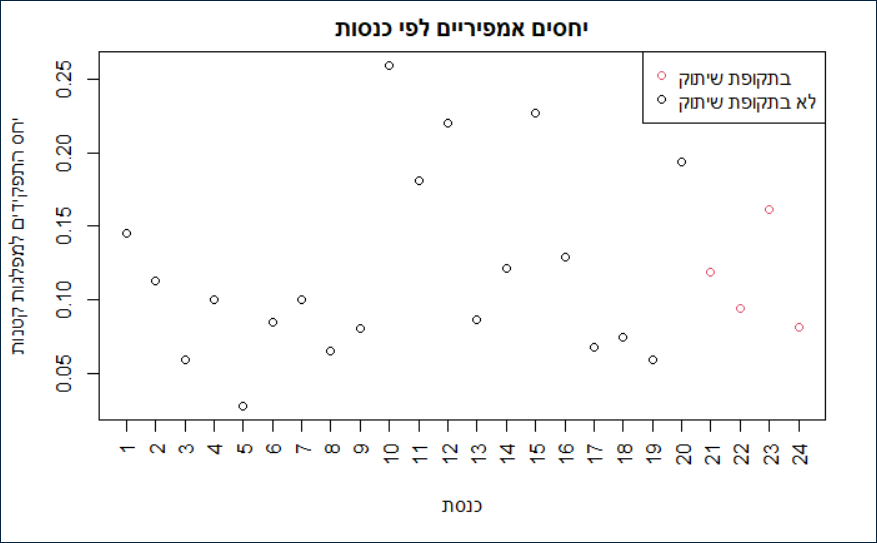 יחסים אמפיריים לפי כנסות
בתקופת שיתוק
לא בתקופת שיתוק
יחס התפקידים למפלגות קטנות
0.25
0.20
0.15
0.10
0.05
1 2 3 4 5 6 7 8 9 10 11 12 13 14 15 16 17 18 19 20 21 22 23 24
כנסת